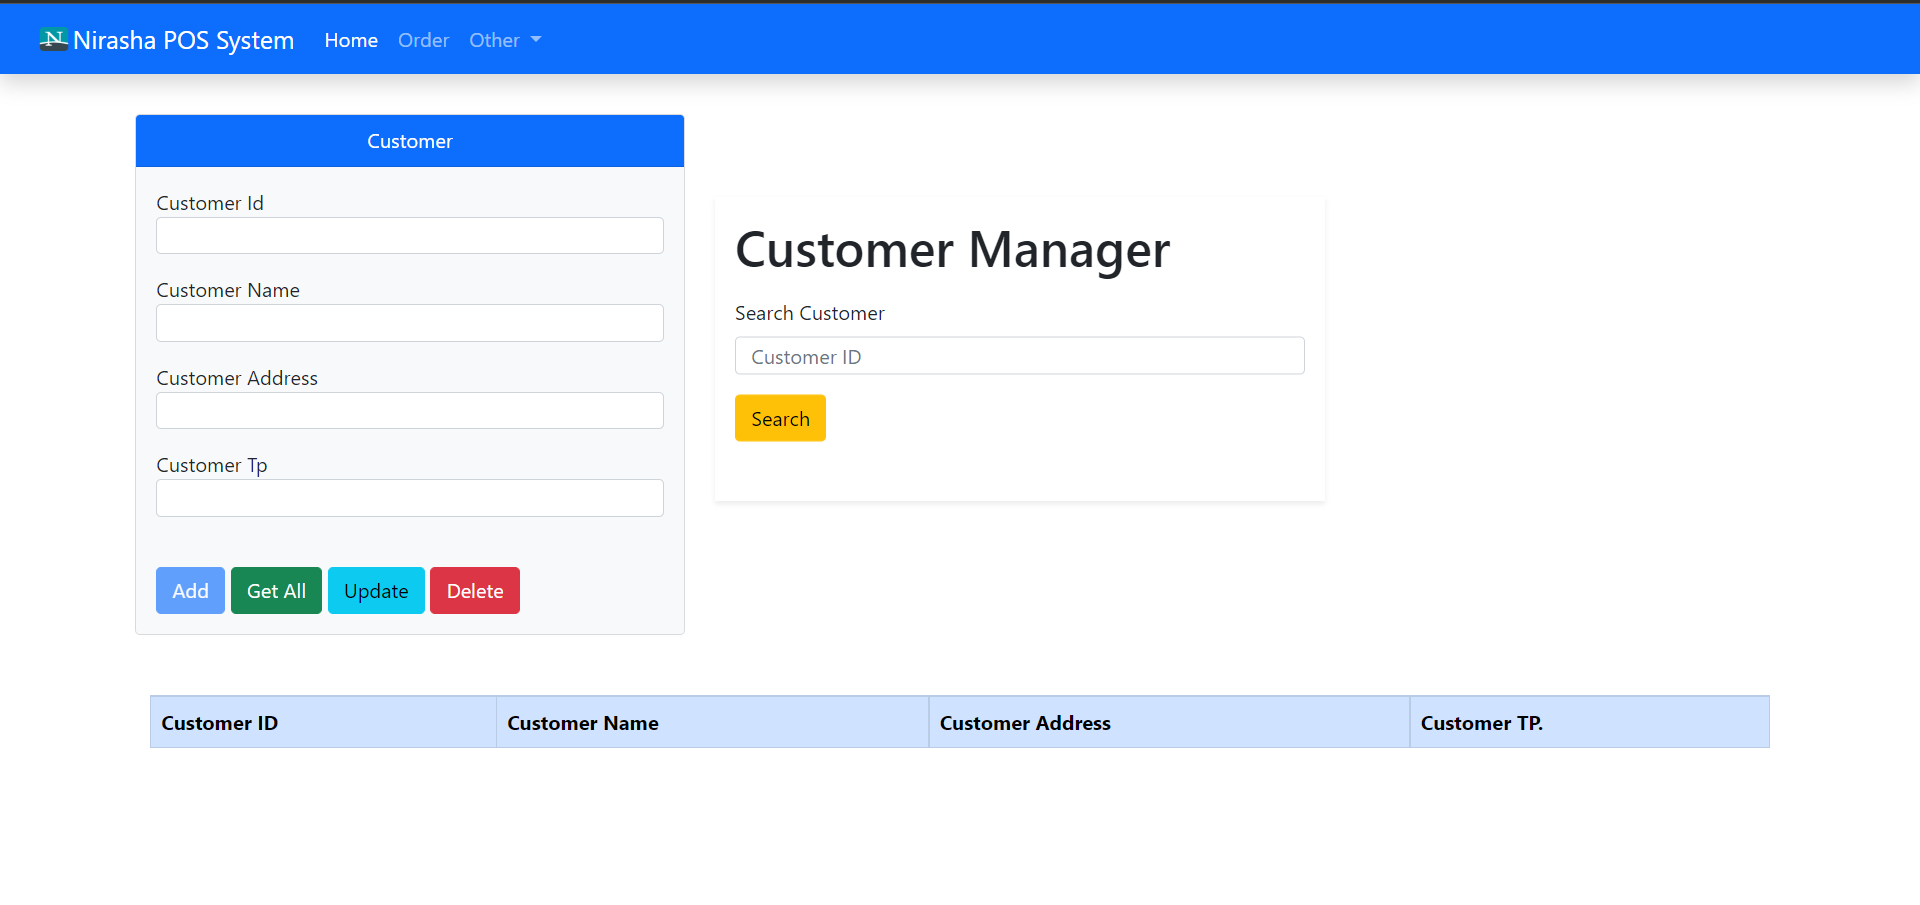 N Nirasha POS System Home Order Other
Customer
Customer Id
Customer Name
Customer Address
Customer Tp
Add Get All Update Delete
Customer Manager
Search Customer
Customer ID
Search
Customer ID Customer Name Customer Address Customer TP.